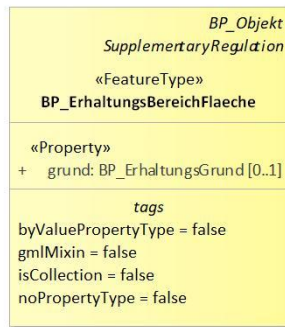 BP_Objekt
SupplementaryRegulation
«FeatureType»
BP_ErhaltungsBereichFlaeche
«Property»
+ grund: BP_ErhaltungsGrund [0..1]
tags
byValuePropertyType = false
gmlMixin = false
isCollection = false
noPropertyType = false